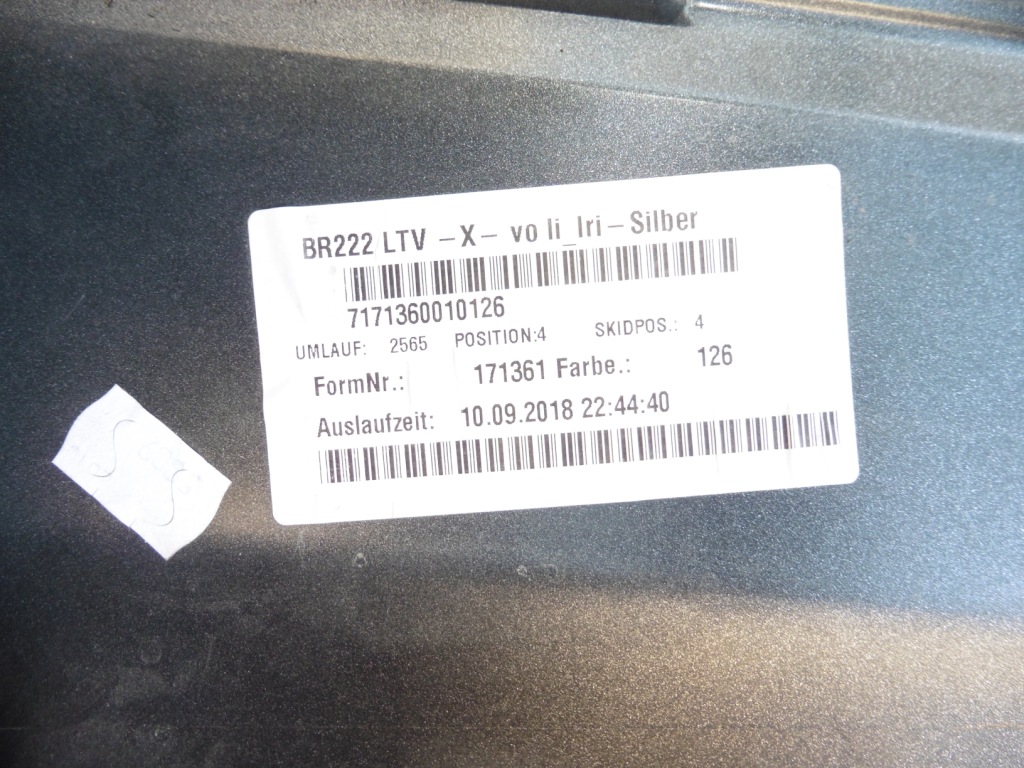 BR222 LTV -X- vo li_Iri-Silber
7171360010126
UMLAUF: 2565 POSITION:4 SKIDPOS.: 4
FormNr.: 171361 Farbe.: 126
Auslaufzeit: 10.09.2018 22:44:40